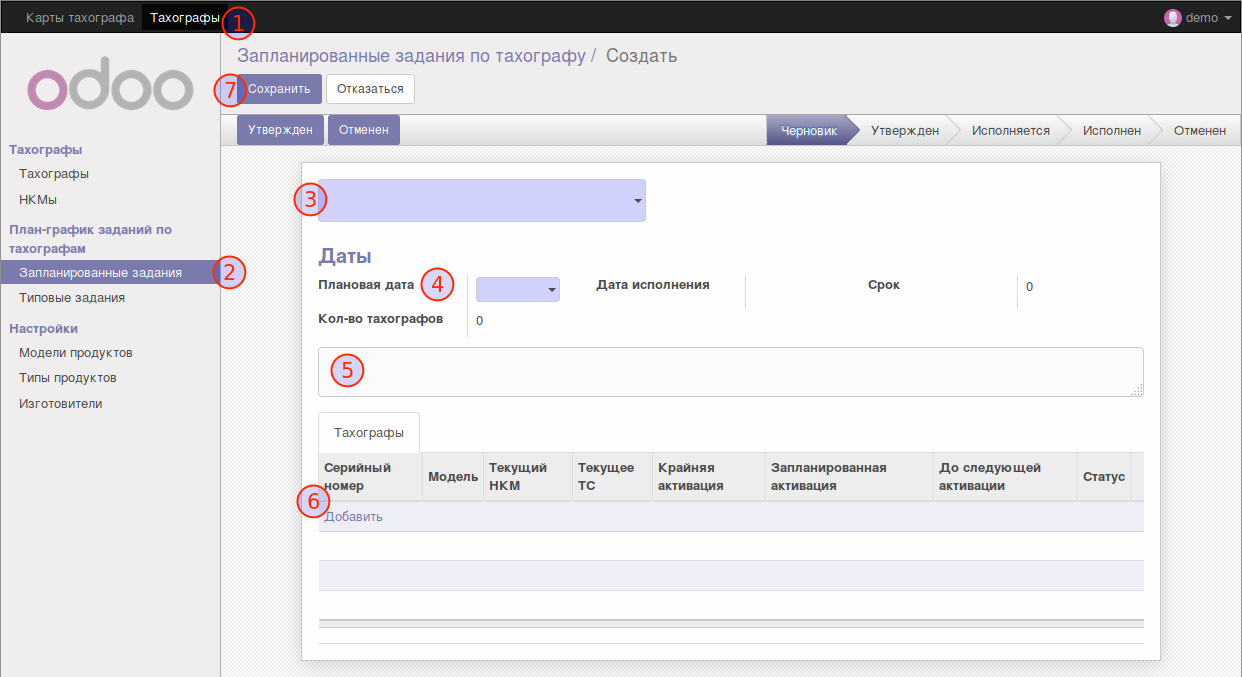 Карты тахографа Тахографы 1 demo
odoo
Запланированные задания по тахографу / Создать
7 Сохранить Отказаться
Утвержден Отменен Черновик Утвержден Исполняется Исполнен Отменен
Тахографы
Тахографы
НКМы
План-график заданий по
тахографам
Запланированные задания 2
Типовые задания
Настройки
Модели продуктов
Типы продуктов
Изготовители
3
Даты
Плановая дата 4 Дата исполнения Срок 0
Кол-во тахографов 0
5
Тахографы
Серийный
номер
Модель
Текущий
НКМ
Текущее
ТС
Крайняя
активация
Запланированная
активация
До следующей
активации
Статус
6
Добавить